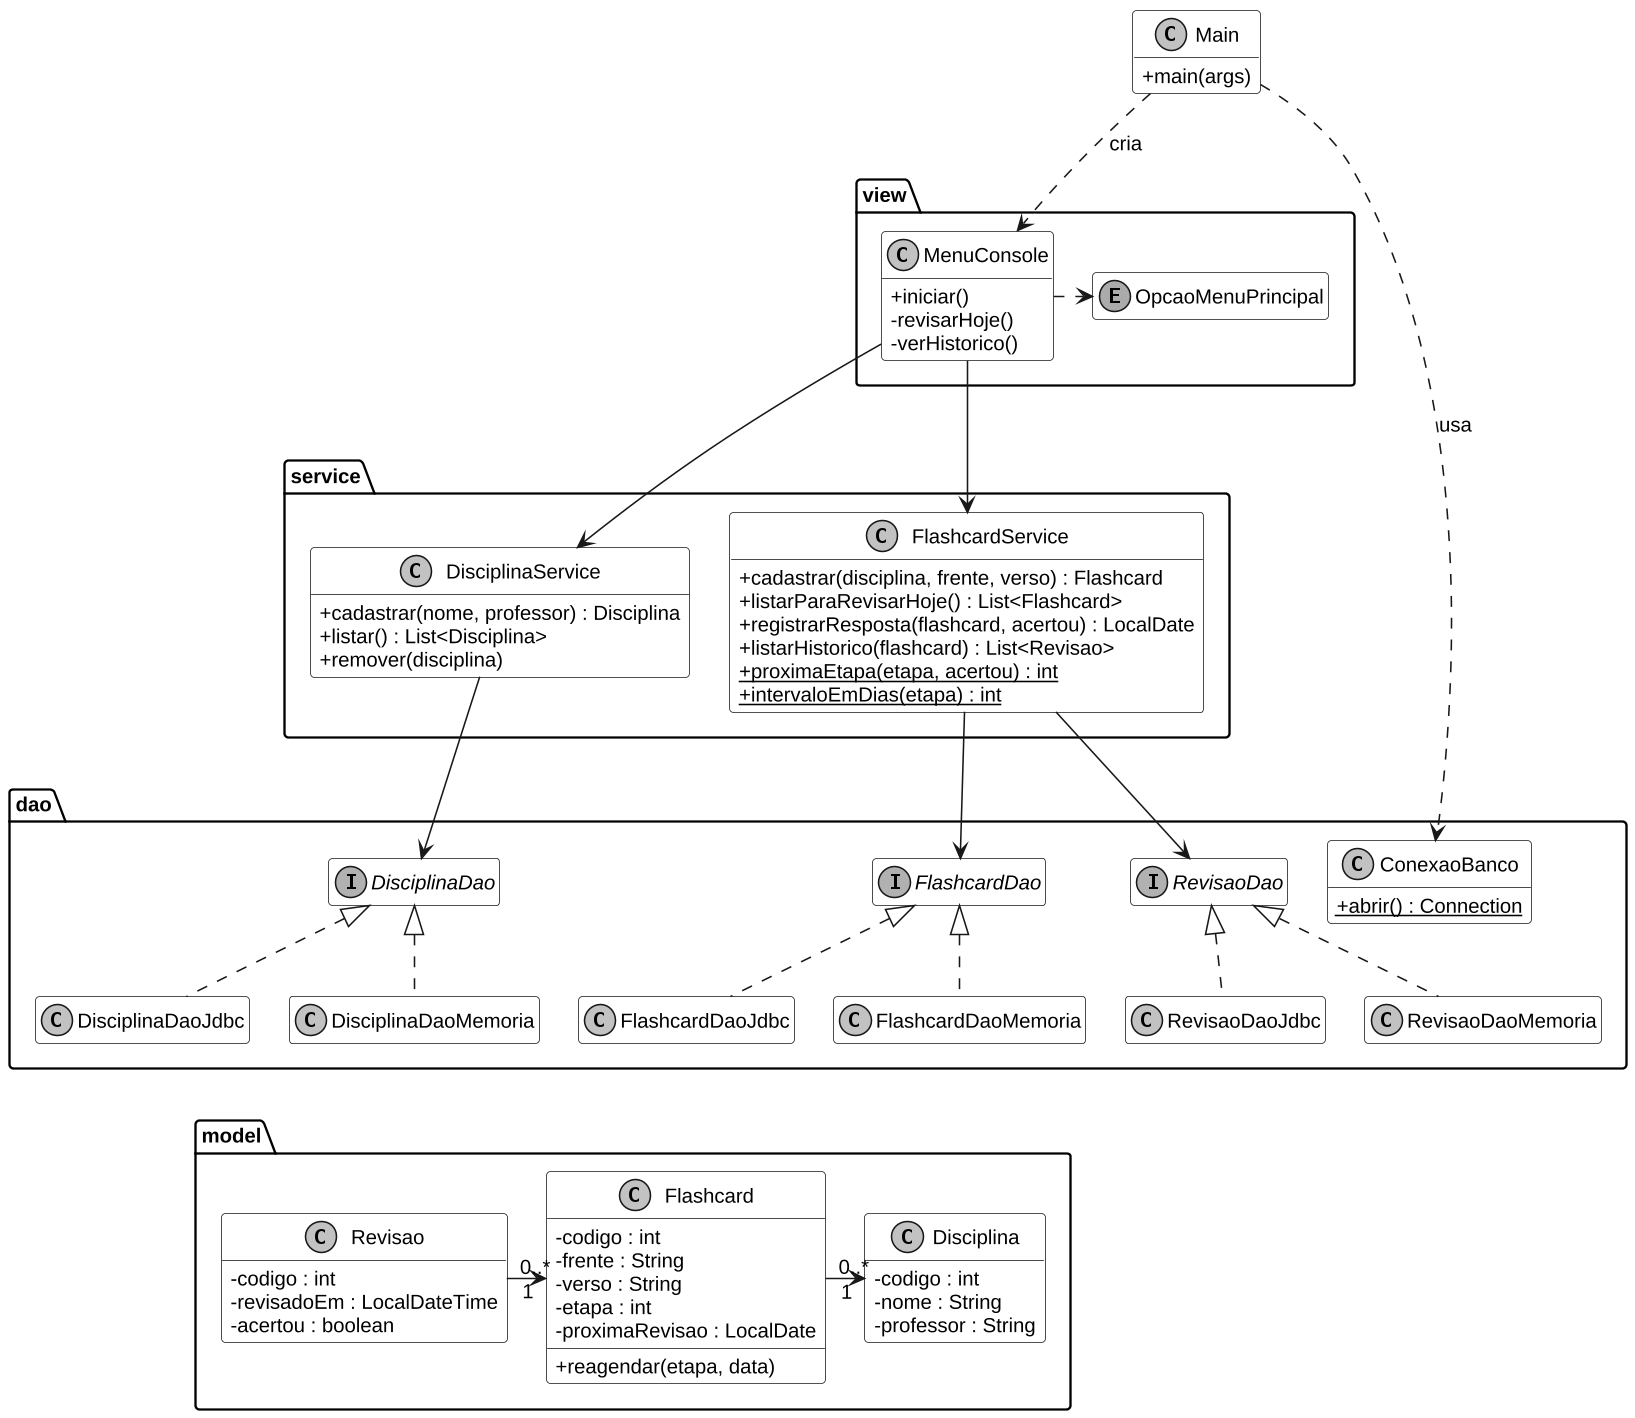 C Main
+main(args)
cria
view
C MenuConsole
+iniciar()
-revisarHoje()
-verHistorico()
E OpcaoMenuPrincipal
usa
service
C DisciplinaService
+cadastrar(nome, professor) : Disciplina
+listar() : List<Disciplina>
+remover(disciplina)
C FlashcardService
+cadastrar(disciplina, frente, verso) : Flashcard
+listarParaRevisarHoje() : List<Flashcard>
+registrarResposta(flashcard, acertou) : LocalDate
+listarHistorico(flashcard) : List<Revisao>
+proximaEtapa(etapa, acertou) : int
+intervaloEmDias(etapa) : int
dao
I DisciplinaDao
I FlashcardDao
I RevisaoDao
C ConexaoBanco
+abrir() : Connection
C DisciplinaDaoJdbc
C DisciplinaDaoMemoria
C FlashcardDaoJdbc
C FlashcardDaoMemoria
C RevisaoDaoJdbc
C RevisaoDaoMemoria
model
C Revisao
-codigo : int
-revisadoEm : LocalDateTime
-acertou : boolean
0..*
1
C Flashcard
-codigo : int
-frente : String
-verso : String
-etapa : int
-proximaRevisao : LocalDate
+reagendar(etapa, data)
0..*
1
C Disciplina
-codigo : int
-nome : String
-professor : String